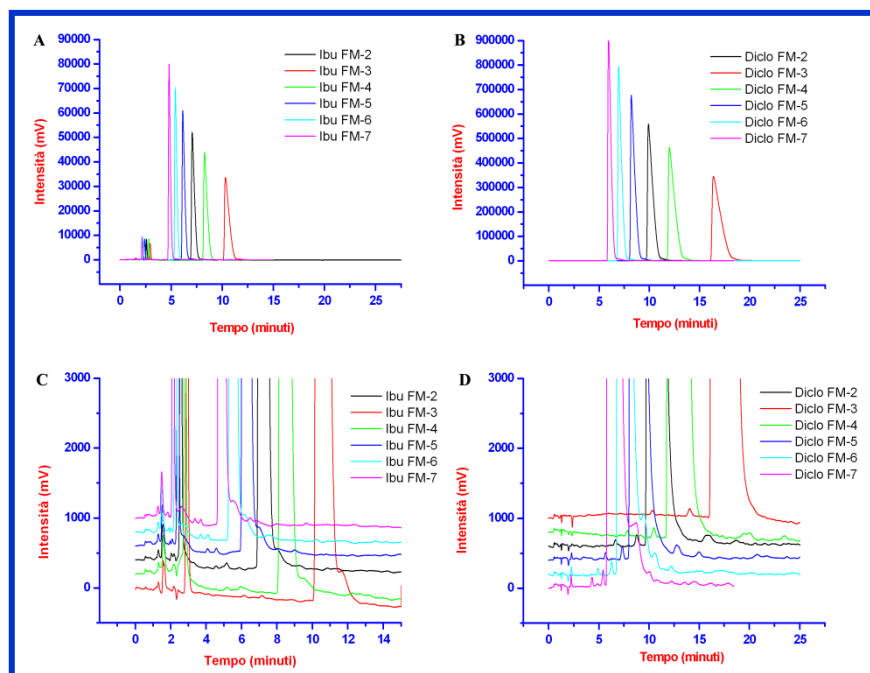 A
90000
80000
70000
60000
50000
40000
30000
20000
10000
0
Intensità (mV)
0 5 10 15 20 25
Tempo (minuti)
Ibu FM-2
Ibu FM-3
Ibu FM-4
Ibu FM-5
Ibu FM-6
Ibu FM-7
B
900000
800000
700000
600000
500000
400000
300000
200000
100000
0
Intensità (mV)
0 5 10 15 20 25
Tempo (minuti)
Diclo FM-2
Diclo FM-3
Diclo FM-4
Diclo FM-5
Diclo FM-6
Diclo FM-7
C
3000
2000
1000
0
Intensità (mV)
0 2 4 6 8 10 12 14
Tempo (minuti)
Ibu FM-2
Ibu FM-3
Ibu FM-4
Ibu FM-5
Ibu FM-6
Ibu FM-7
D
3000
2000
1000
0
Intensità (mV)
0 5 10 15 20 25
Tempo (minuti)
Diclo FM-2
Diclo FM-3
Diclo FM-4
Diclo FM-5
Diclo FM-6
Diclo FM-7